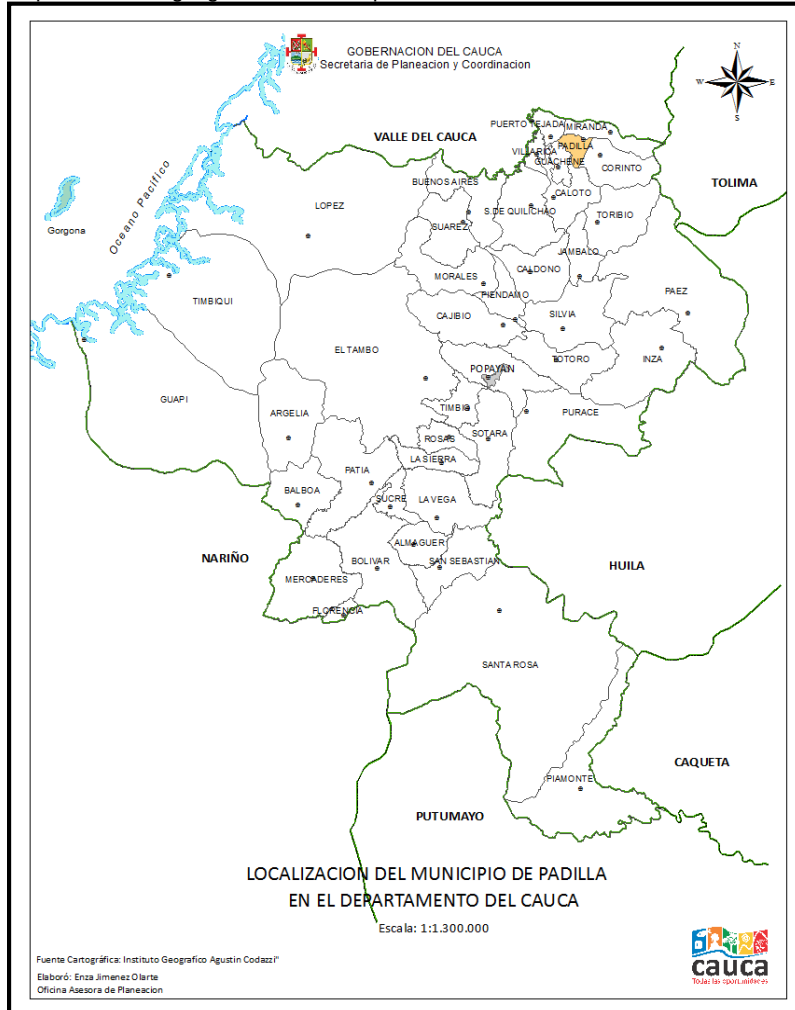 GOBERNACION DEL CAUCA
Secretaria de Planeacion y Coordinacion
N
W
E
S
VALLE DEL CAUCA
PUERTO TEJADA
MIRANDA
VILLARICA
PADILLA
GUACHENE
CORINTO
TOLIMA
BUENOS AIRES
LOPEZ
S.DE QUILICHAO
CALOTO
TORIBIO
SUAREZ
Gorgona
Oceano Pacífico
JAMBALO
MORALES
CALDONO
TIMBIQUI
PIENDAMO
PAEZ
CAJIBIO
SILVIA
EL TAMBO
TOTORO
INZA
POPAYAN
GUAPI
TIMBIO
PURACE
ARGELIA
ROSAS
SOTARA
LA SIERRA
PATIA
BALBOA
SUCRE
LA VEGA
ALMAGUER
NARIÑO
BOLIVAR
SAN SEBASTIAN
HUILA
MERCADERES
FLORENCIA
SANTA ROSA
CAQUETA
PIAMONTE
PUTUMAYO
LOCALIZACION DEL MUNICIPIO DE PADILLA
EN EL DEPARTAMENTO DEL CAUCA
Escala: 1:1.300.000
Fuente Cartográfica: Instituto Geografico Agustin Codazzi"
Elaboró: Enza Jimenez Olarte
Oficina Asesora de Planeacion
cauca
Todas las oportunidades